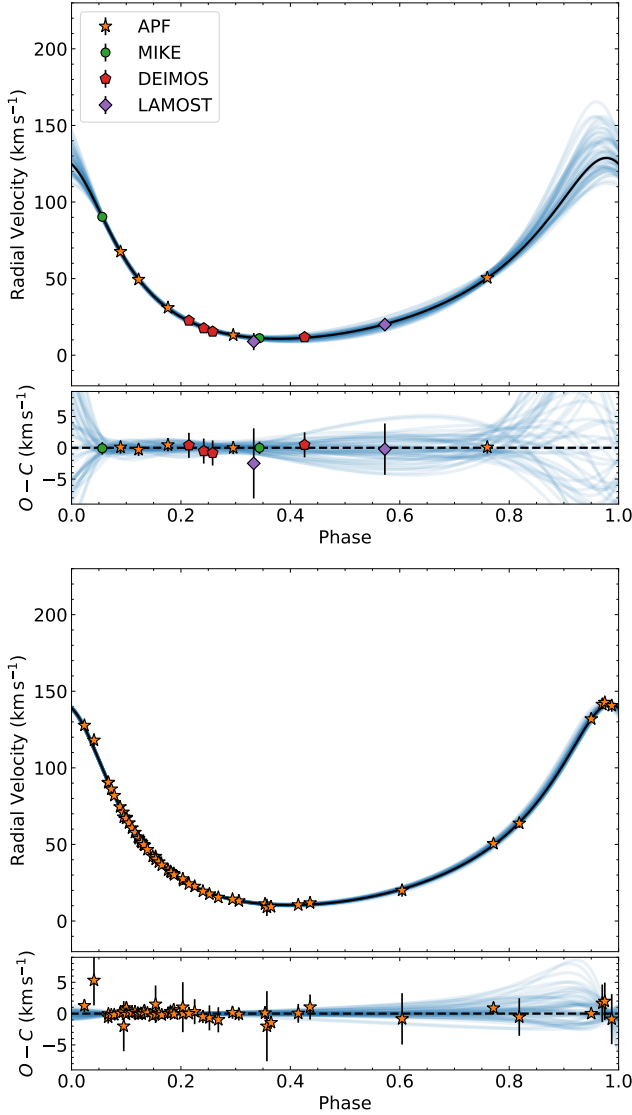 APF
MIKE
DEIMOS
LAMOST
Radial Velocity (km s⁻¹)
200
150
100
50
0
O − C (km s⁻¹)
5
0
−5
0.0 0.2 0.4 0.6 0.8 1.0
Phase
Radial Velocity (km s⁻¹)
200
150
100
50
0
O − C (km s⁻¹)
5
0
−5
0.0 0.2 0.4 0.6 0.8 1.0
Phase